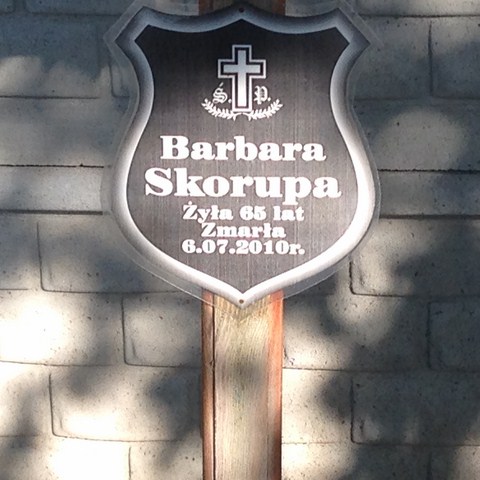 Ś. P.
Barbara
Skorupa
Żyła 65 lat
Zmarła
6.07.2010r.